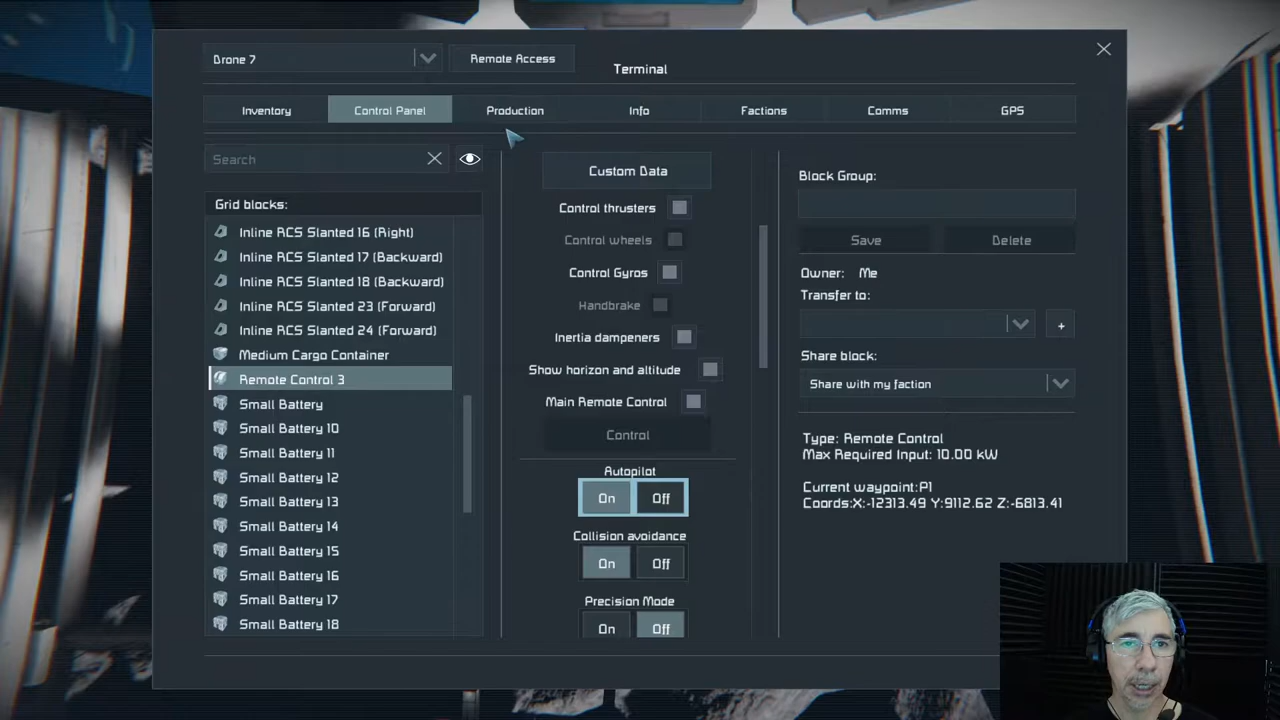 Drone 7
Remote Access
Terminal
Inventory
Control Panel
Production
Info
Factions
Comms
GPS
Search
Grid blocks:
Inline RCS Slanted 16 (Right)
Inline RCS Slanted 17 (Backward)
Inline RCS Slanted 18 (Backward)
Inline RCS Slanted 23 (Forward)
Inline RCS Slanted 24 (Forward)
Medium Cargo Container
Remote Control 3
Small Battery
Small Battery 10
Small Battery 11
Small Battery 12
Small Battery 13
Small Battery 14
Small Battery 15
Small Battery 16
Small Battery 17
Small Battery 18
Custom Data
Control thrusters
Control wheels
Control Gyros
Handbrake
Inertia dampeners
Show horizon and altitude
Main Remote Control
Control
Autopilot
On Off
Collision avoidance
On Off
Precision Mode
On Off
Block Group:
Save Delete
Owner: Me
Transfer to:
+
Share block:
Share with my faction
Type: Remote Control
Max Required Input: 10.00 kW
Current waypoint:P1
Coords:X:-12313.49 Y:9112.62 Z:-6813.41